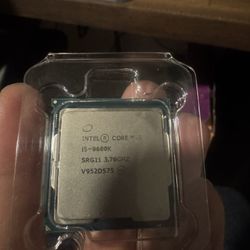 INTEL® CORE™ i5
I5-9600K
SRG11 3.70GHZ
V952D575